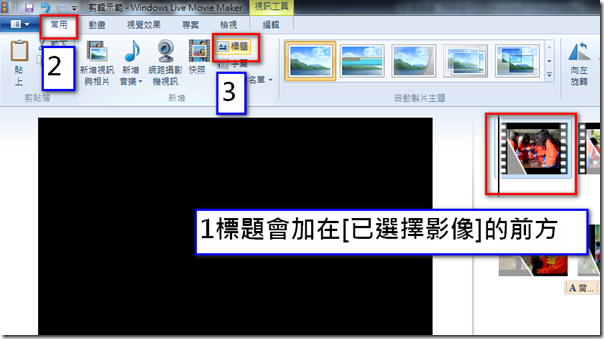 剪輯示範 - Windows Live Movie Maker
視訊工具
常用
動畫
視覺效果
專案
檢視
編輯
2
貼上
剪下
剪貼簿
新增視訊與相片
新增音樂
網路攝影機視訊
快照
標題
字幕
名單
3
新增
自動製片主題
向左旋轉
1標題會加在[已選擇影像]的前方
A 背...